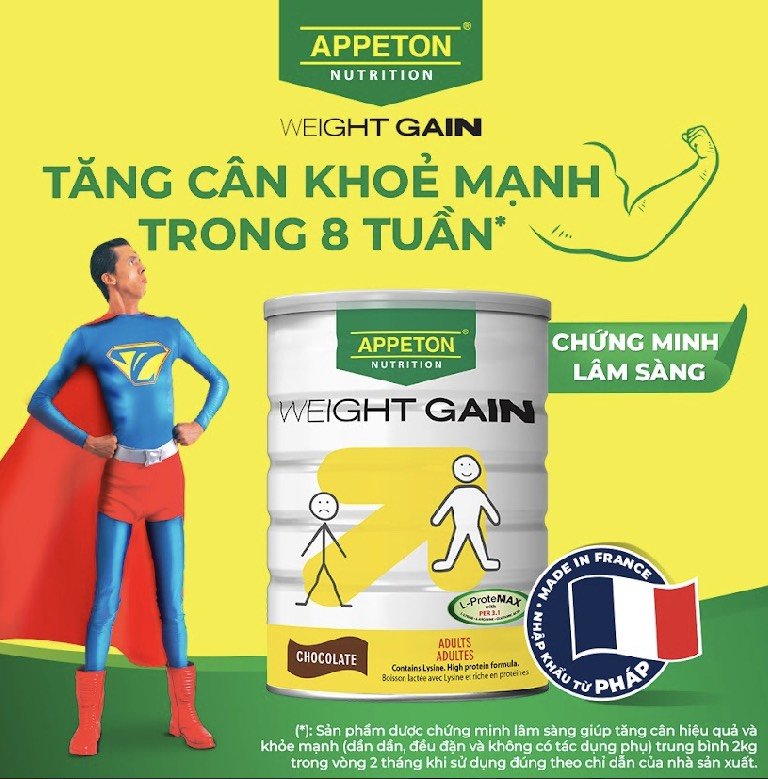 APPETON®
NUTRITION
WEIGHT GAIN
TĂNG CÂN KHOẺ MẠNH
TRONG 8 TUẦN*
CHỨNG MINH
LÂM SÀNG
APPETON®
NUTRITION
WEIGHT GAIN
L-ProteMAX
with
PER 3.1
CHOCOLATE
ADULTS
ADULTES
Contains Lysine. High protein formula.
Boisson lactée avec Lysine et riche en protéines
MADE IN FRANCE
NHẬP KHẨU TỪ PHÁP
(*): Sản phẩm được chứng minh lâm sàng giúp tăng cân hiệu quả và
khỏe mạnh (dần dần, đều đặn và không có tác dụng phụ) trung bình 2kg
trong vòng 2 tháng khi sử dụng đúng theo chỉ dẫn của nhà sản xuất.